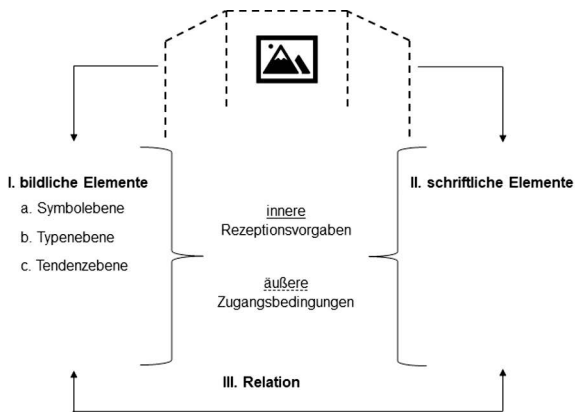 I. bildliche Elemente
a. Symbolebene
b. Typenebene
c. Tendenzebene
innere
Rezeptionsvorgaben
äußere
Zugangsbedingungen
II. schriftliche Elemente
III. Relation